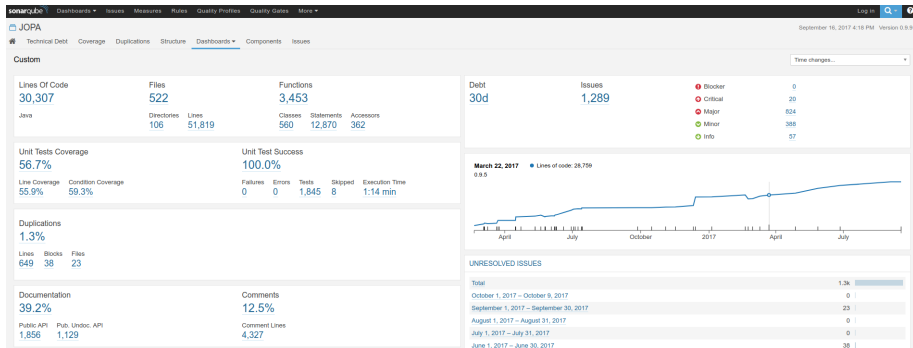 sonarqube Dashboards Issues Measures Rules Quality Profiles Quality Gates More Log in
JOPA
September 18, 2017 4:18 PM Version 0.9.9
Technical Debt Coverage Duplications Structure Dashboards Components Issues
Custom
Time changes...
Lines Of Code Files Functions
30,307 522 3,453
Java Directories Lines Classes Statements Accessors
106 51,819 560 12,870 362
Debt Issues
30d 1,289
Blocker 0
Critical 20
Major 824
Minor 388
Info 57
Unit Tests Coverage Unit Test Success
56.7% 100.0%
Line Coverage Condition Coverage Failures Errors Tests Skipped Execution Time
55.9% 59.3% 0 0 1,845 8 1:14 min
March 22, 2017 Lines of code: 28,759
0.9.5
April July October 2017 April July
Duplications
1.3%
Lines Blocks Files
649 38 23
Documentation Comments
39.2% 12.5%
Public API Pub. Undoc. API Comment Lines
1,856 1,129 4,327
UNRESOLVED ISSUES
Total 1.3k
October 1, 2017 – October 9, 2017 0
September 1, 2017 – September 30, 2017 23
August 1, 2017 – August 31, 2017 0
July 1, 2017 – July 31, 2017 0
June 1, 2017 – June 30, 2017 38